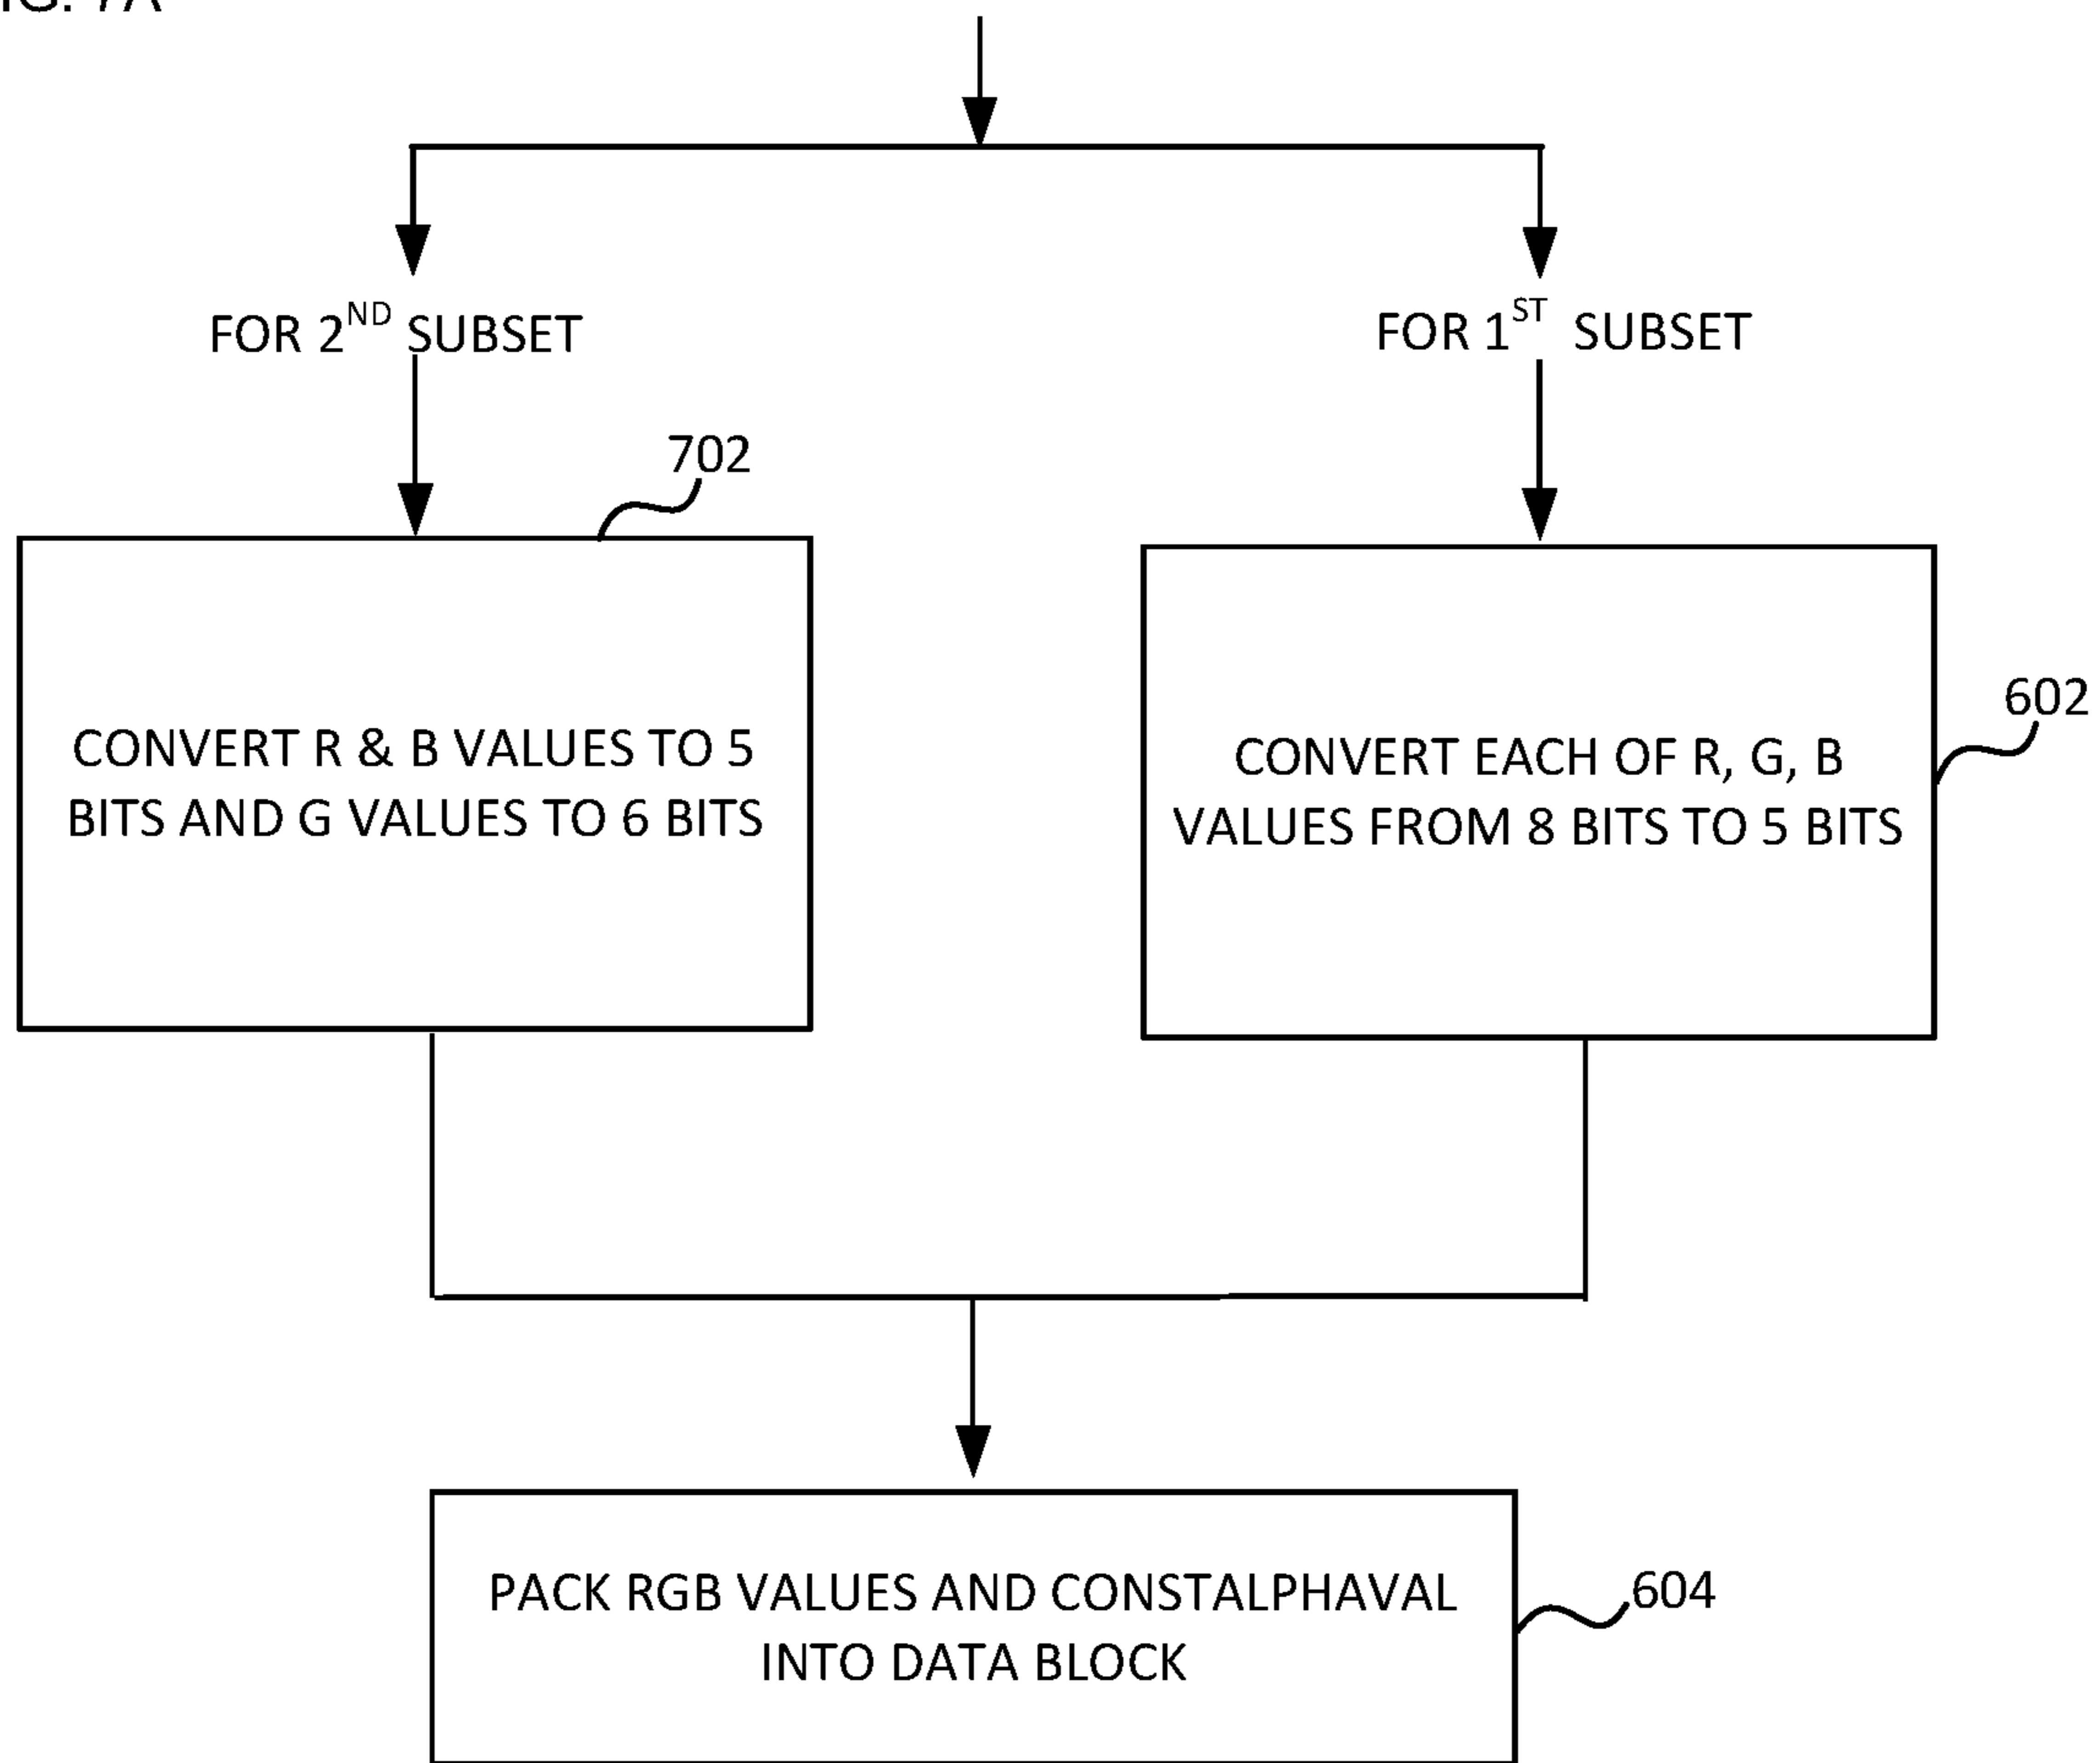 FOR 2ND SUBSET
FOR 1ST SUBSET
702
602
CONVERT R & B VALUES TO 5
BITS AND G VALUES TO 6 BITS
CONVERT EACH OF R, G, B
VALUES FROM 8 BITS TO 5 BITS
PACK RGB VALUES AND CONSTALPHAVAL
INTO DATA BLOCK
604